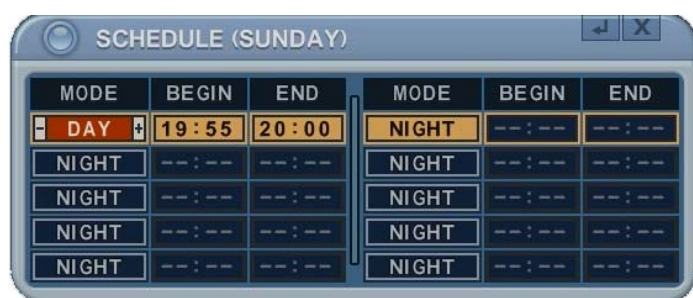 SCHEDULE (SUNDAY)
X
MODE BEGIN END MODE BEGIN END
- DAY + 19:55 20:00 NIGHT --:-- --:--
NIGHT --:-- --:-- NIGHT --:-- --:--
NIGHT --:-- --:-- NIGHT --:-- --:--
NIGHT --:-- --:-- NIGHT --:-- --:--
NIGHT --:-- --:-- NIGHT --:-- --:--